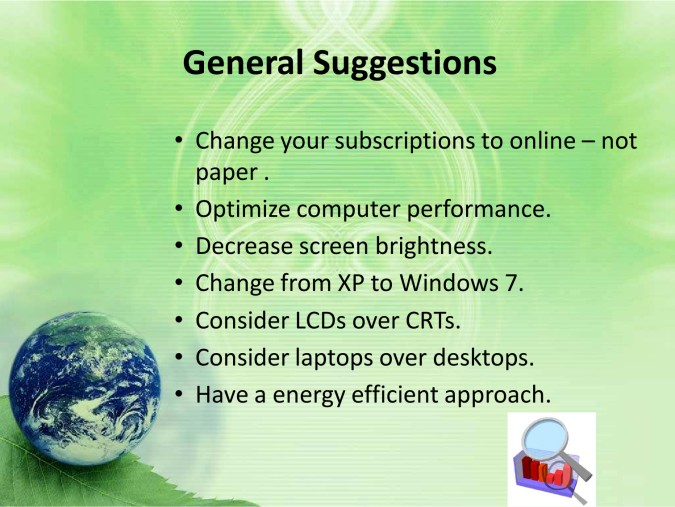 General Suggestions
• Change your subscriptions to online – not
paper .
• Optimize computer performance.
• Decrease screen brightness.
• Change from XP to Windows 7.
• Consider LCDs over CRTs.
• Consider laptops over desktops.
• Have a energy efficient approach.